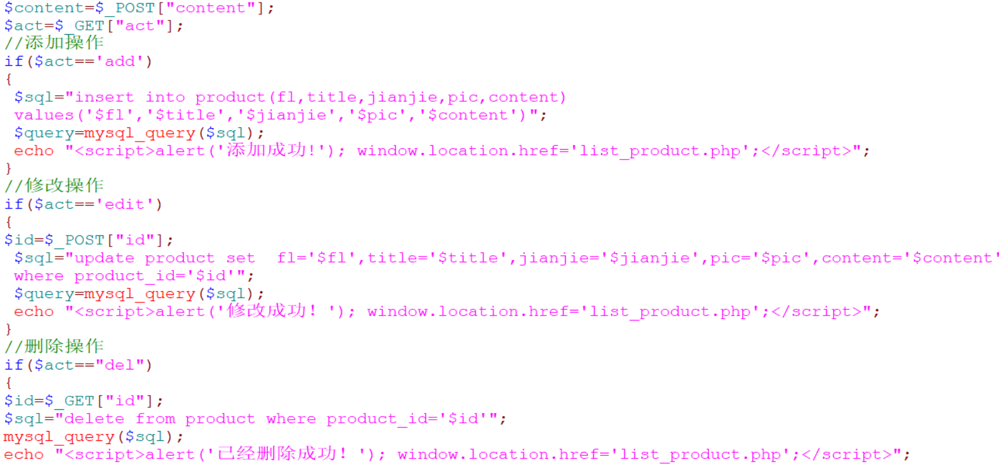 $content=$_POST["content"];
$act=$_GET["act"];
//添加操作
if($act=='add')
{
$sql="insert into product(fl,title,jianjie,pic,content)
values('$fl','$title','$jianjie','$pic','$content')";
$query=mysql_query($sql);
echo "<script>alert('添加成功!'); window.location.href='list_product.php';</script>";
}
//修改操作
if($act=='edit')
{
$id=$_POST["id"];
$sql="update product set  fl='$fl',title='$title',jianjie='$jianjie',pic='$pic',content='$content'
where product_id='$id'";
$query=mysql_query($sql);
echo "<script>alert('修改成功！'); window.location.href='list_product.php';</script>";
}
//删除操作
if($act=="del")
{
$id=$_GET["id"];
$sql="delete from product where product_id='$id'";
mysql_query($sql);
echo "<script>alert('已经删除成功！'); window.location.href='list_product.php';</script>";